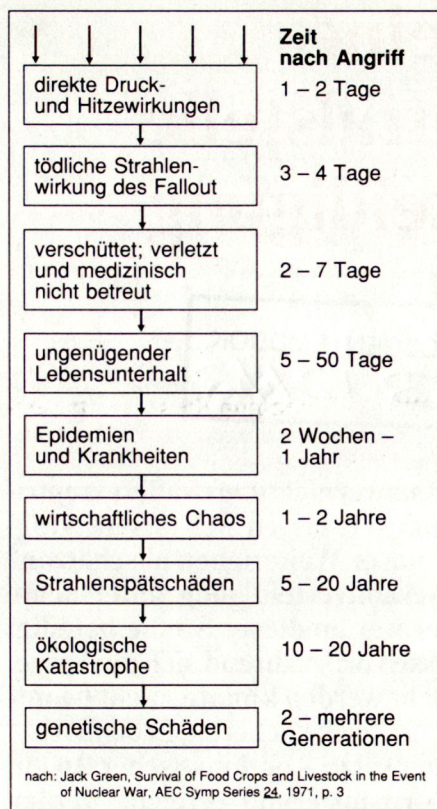 Zeit
nach Angriff
direkte Druck-
und Hitzewirkungen
1 – 2 Tage
tödliche Strahlen-
wirkung des Fallout
3 – 4 Tage
verschüttet; verletzt
und medizinisch
nicht betreut
2 – 7 Tage
ungenügender
Lebensunterhalt
5 – 50 Tage
Epidemien
und Krankheiten
2 Wochen –
1 Jahr
wirtschaftliches Chaos
1 – 2 Jahre
Strahlenspätschäden
5 – 20 Jahre
ökologische
Katastrophe
10 – 20 Jahre
genetische Schäden
2 – mehrere
Generationen
nach: Jack Green, Survival of Food Crops and Livestock in the Event
of Nuclear War, AEC Symp Series 24, 1971, p. 3